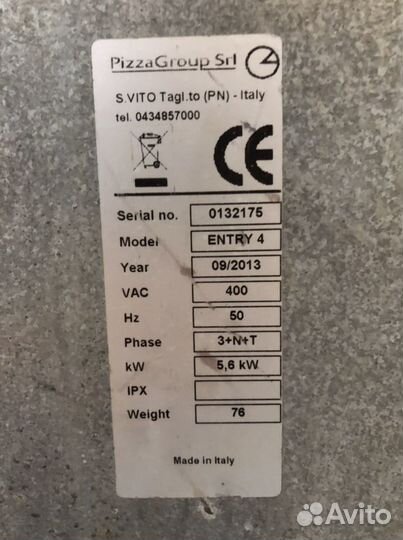 PizzaGroup Srl
S.VITO Tagl.to (PN) - Italy
tel. 0434857000
CE
Serial no. 0132175
Model ENTRY 4
Year 09/2013
VAC 400
Hz 50
Phase 3+N+T
kW 5,6 kW
IPX
Weight 76
Made in Italy
Avito